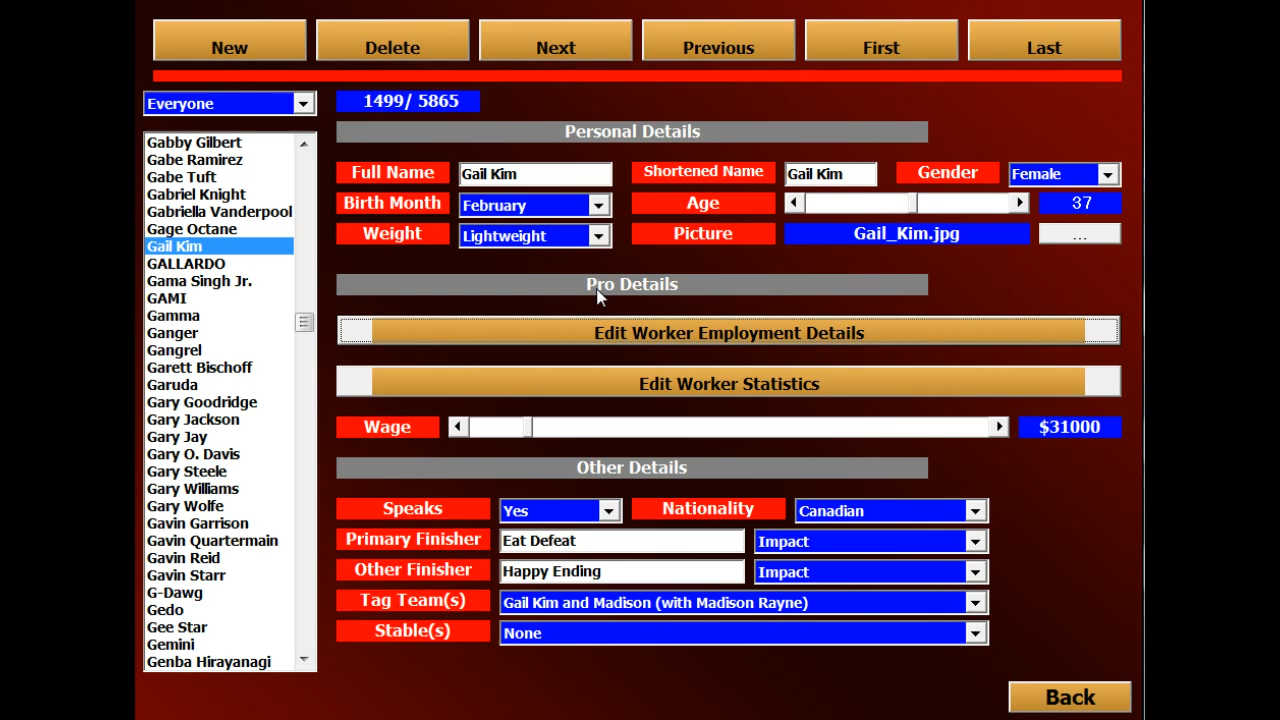 New Delete Next Previous First Last
Everyone 1499/ 5865
Personal Details
Full Name Gail Kim Shortened Name Gail Kim Gender Female
Birth Month February Age 37
Weight Lightweight Picture Gail_Kim.jpg ...
Pro Details
Edit Worker Employment Details
Edit Worker Statistics
Wage $31000
Other Details
Speaks Yes Nationality Canadian
Primary Finisher Eat Defeat Impact
Other Finisher Happy Ending Impact
Tag Team(s) Gail Kim and Madison (with Madison Rayne)
Stable(s) None
Gabby Gilbert
Gabe Ramirez
Gabe Tuft
Gabriel Knight
Gabriella Vanderpool
Gage Octane
Gail Kim
GALLARDO
Gama Singh Jr.
GAMI
Gamma
Ganger
Gangrel
Garett Bischoff
Garuda
Gary Goodridge
Gary Jackson
Gary Jay
Gary O. Davis
Gary Steele
Gary Williams
Gary Wolfe
Gavin Garrison
Gavin Quartermain
Gavin Reid
Gavin Starr
G-Dawg
Gedo
Gee Star
Gemini
Genba Hirayanagi
Back